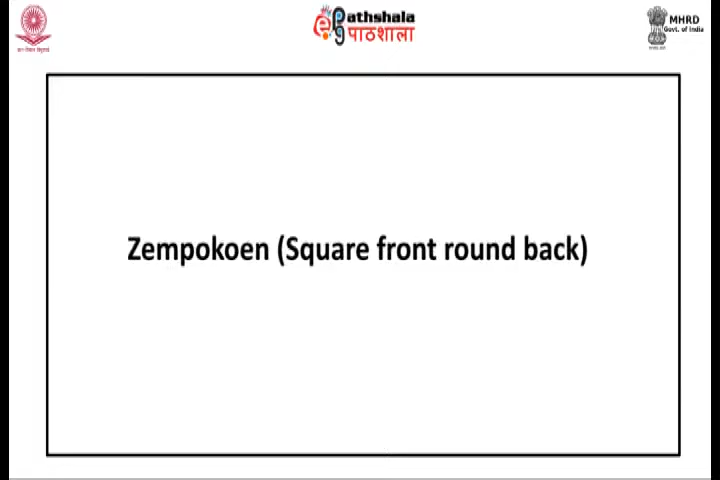 ePathshala
पाठशाला
MHRD
Govt. of India
Zempokoen (Square front round back)